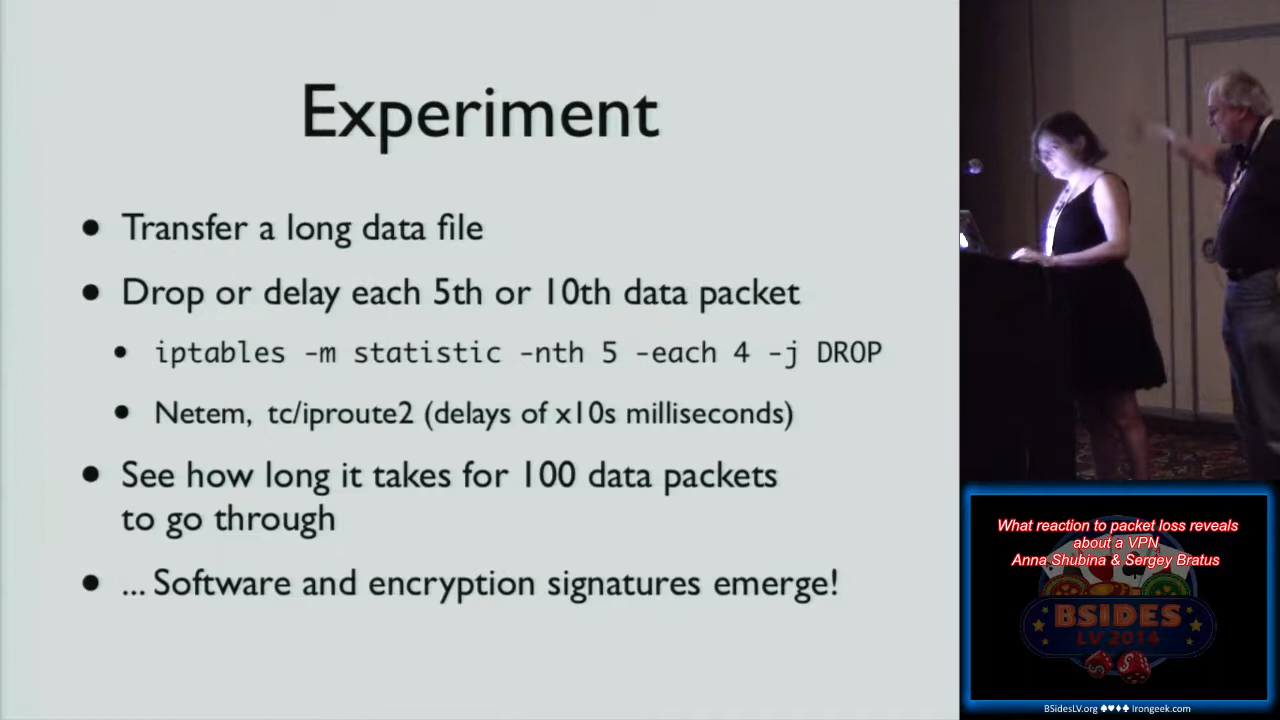 Experiment
• Transfer a long data file
• Drop or delay each 5th or 10th data packet
• iptables -m statistic -nth 5 -each 4 -j DROP
• Netem, tc/iproute2 (delays of x10s milliseconds)
• See how long it takes for 100 data packets
to go through
• ... Software and encryption signatures emerge!
What reaction to packet loss reveals
about a VPN
Anna Shubina & Sergey Bratus
BSIDES
LV 2014
BSidesLV.org ♠♥♦♣ Irongeek.com